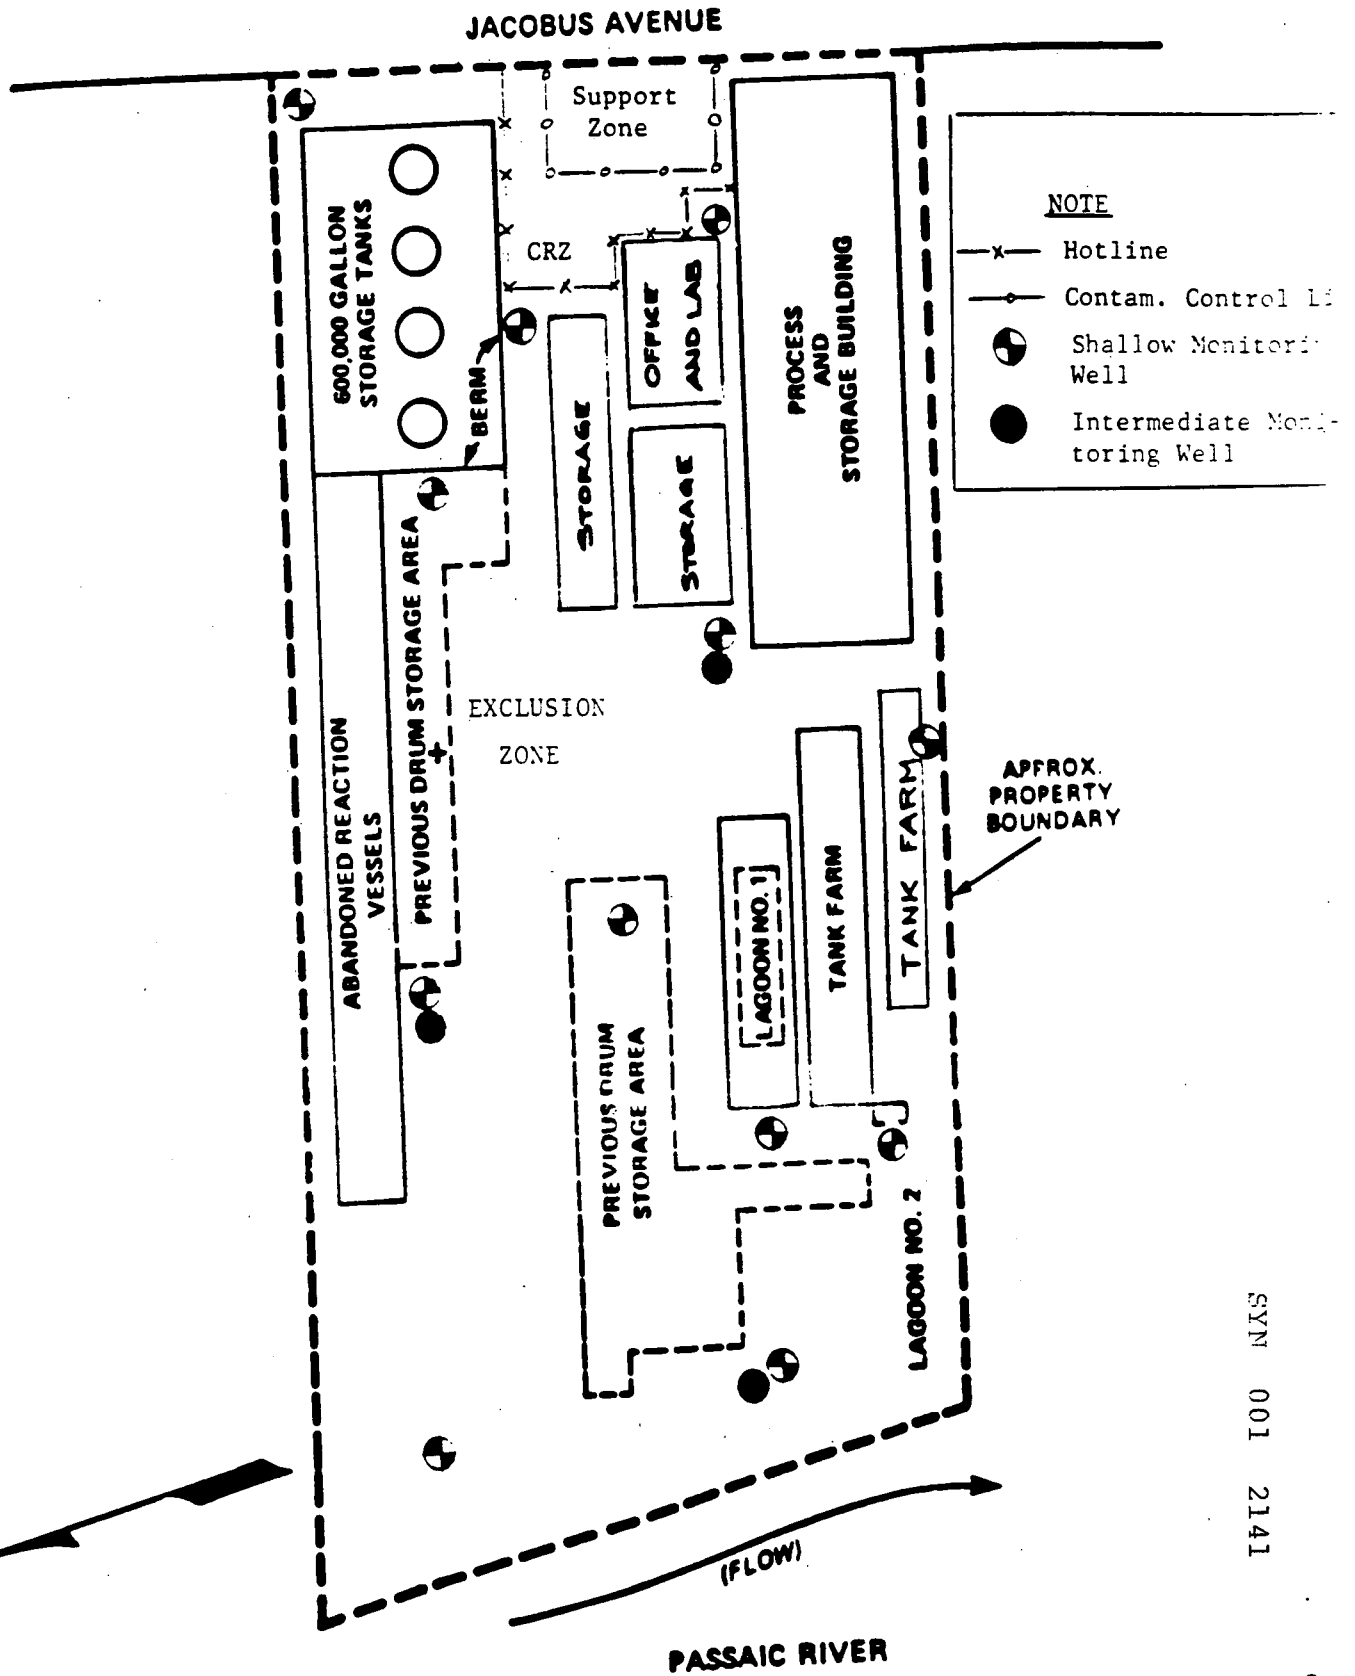 JACOBUS AVENUE
Support
Zone
NOTE
Hotline
Contam. Control
Shallow
Well
Intermediate
toring Well
CRZ
600,000 GALLON
STORAGE TANKS
BERM
OFFICE
AND LAB
PROCESS
AND
STORAGE BUILDING
STORAGE
STORAGE
PREVIOUS DRUM STORAGE AREA
EXCLUSION
ZONE
ABANDONED REACTION
VESSELS
APPROX.
PROPERTY
BOUNDARY
LAGOON NO. 1
TANK FARM
TANK FARM
PREVIOUS DRUM
STORAGE AREA
LAGOON NO. 2
(FLOW)
PASSAIC RIVER
SYN 001 2141